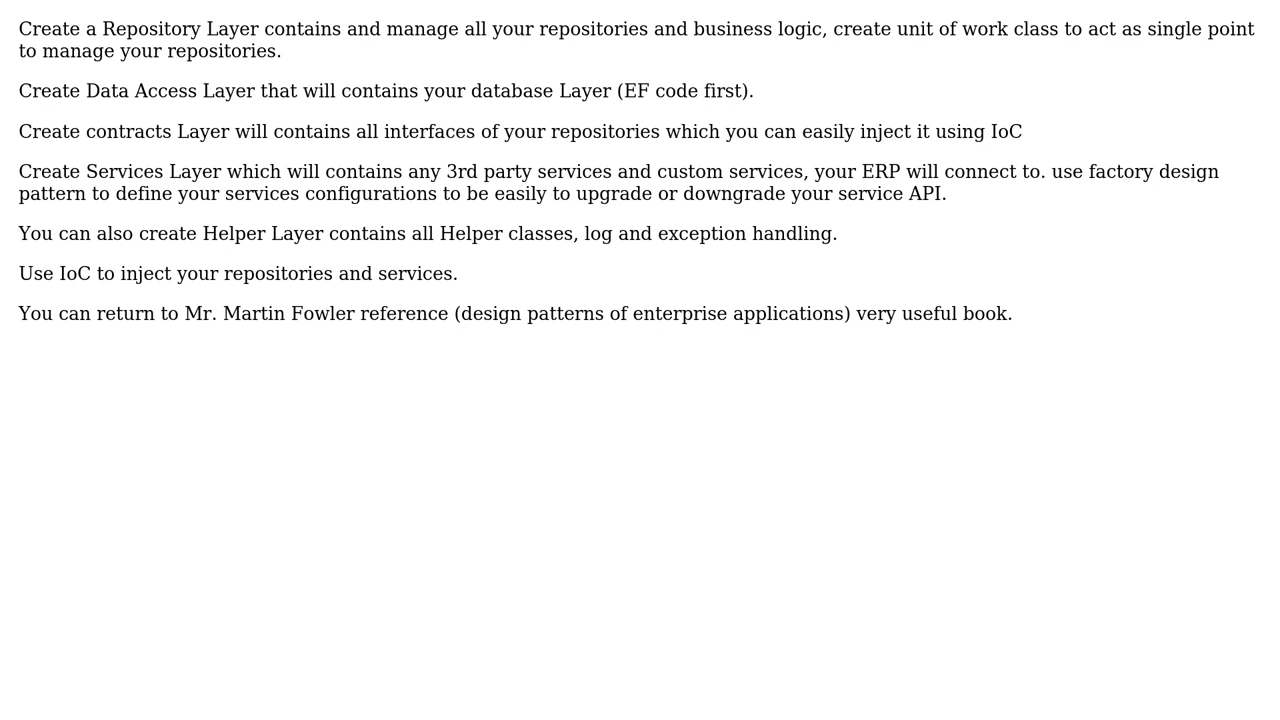 Create a Repository Layer contains and manage all your repositories and business logic, create unit of work class to act as single point
to manage your repositories.
Create Data Access Layer that will contains your database Layer (EF code first).
Create contracts Layer will contains all interfaces of your repositories which you can easily inject it using IoC
Create Services Layer which will contains any 3rd party services and custom services, your ERP will connect to. use factory design
pattern to define your services configurations to be easily to upgrade or downgrade your service API.
You can also create Helper Layer contains all Helper classes, log and exception handling.
Use IoC to inject your repositories and services.
You can return to Mr. Martin Fowler reference (design patterns of enterprise applications) very useful book.